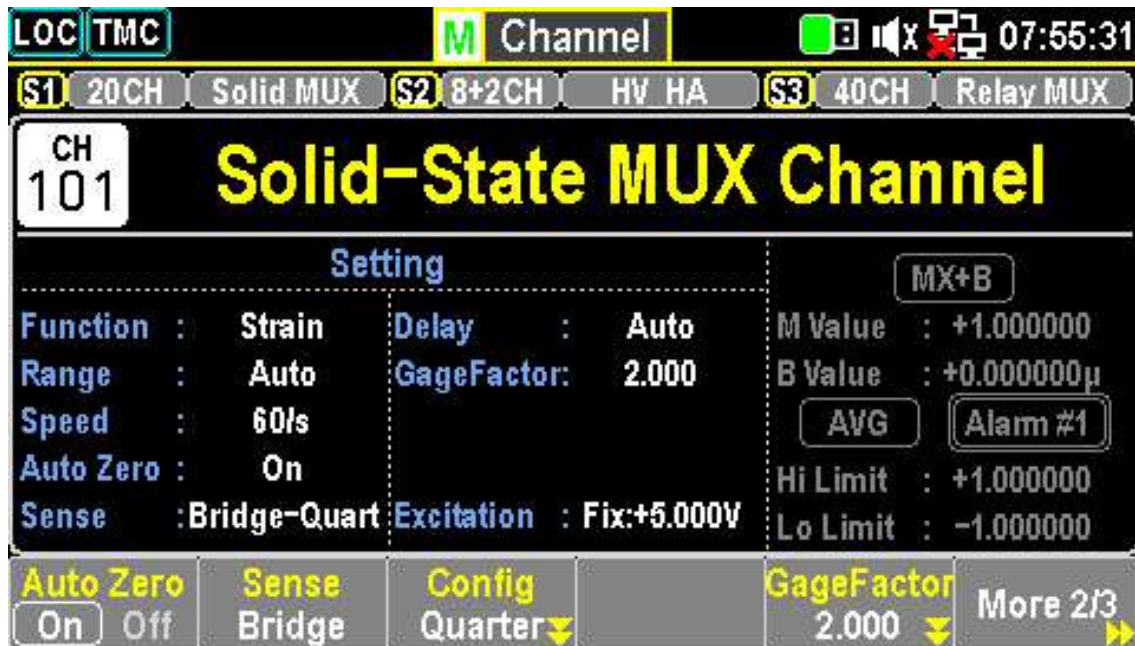 LOC TMC M Channel x 07:55:31
S1 20CH Solid MUX S2 8+2CH HV HA S3 40CH Relay MUX
CH
101
Solid-State MUX Channel
Setting
Function : Strain
Range : Auto
Speed : 60/s
Auto Zero : On
Sense :Bridge-Quart
Delay : Auto
GageFactor: 2.000
Excitation : Fix:+5.000V
MX+B
M Value : +1.000000
B Value : +0.000000µ
AVG Alarm #1
Hi Limit : +1.000000
Lo Limit : -1.000000
Auto Zero
On Off
Sense
Bridge
Config
Quarter
GageFactor
2.000
More 2/3